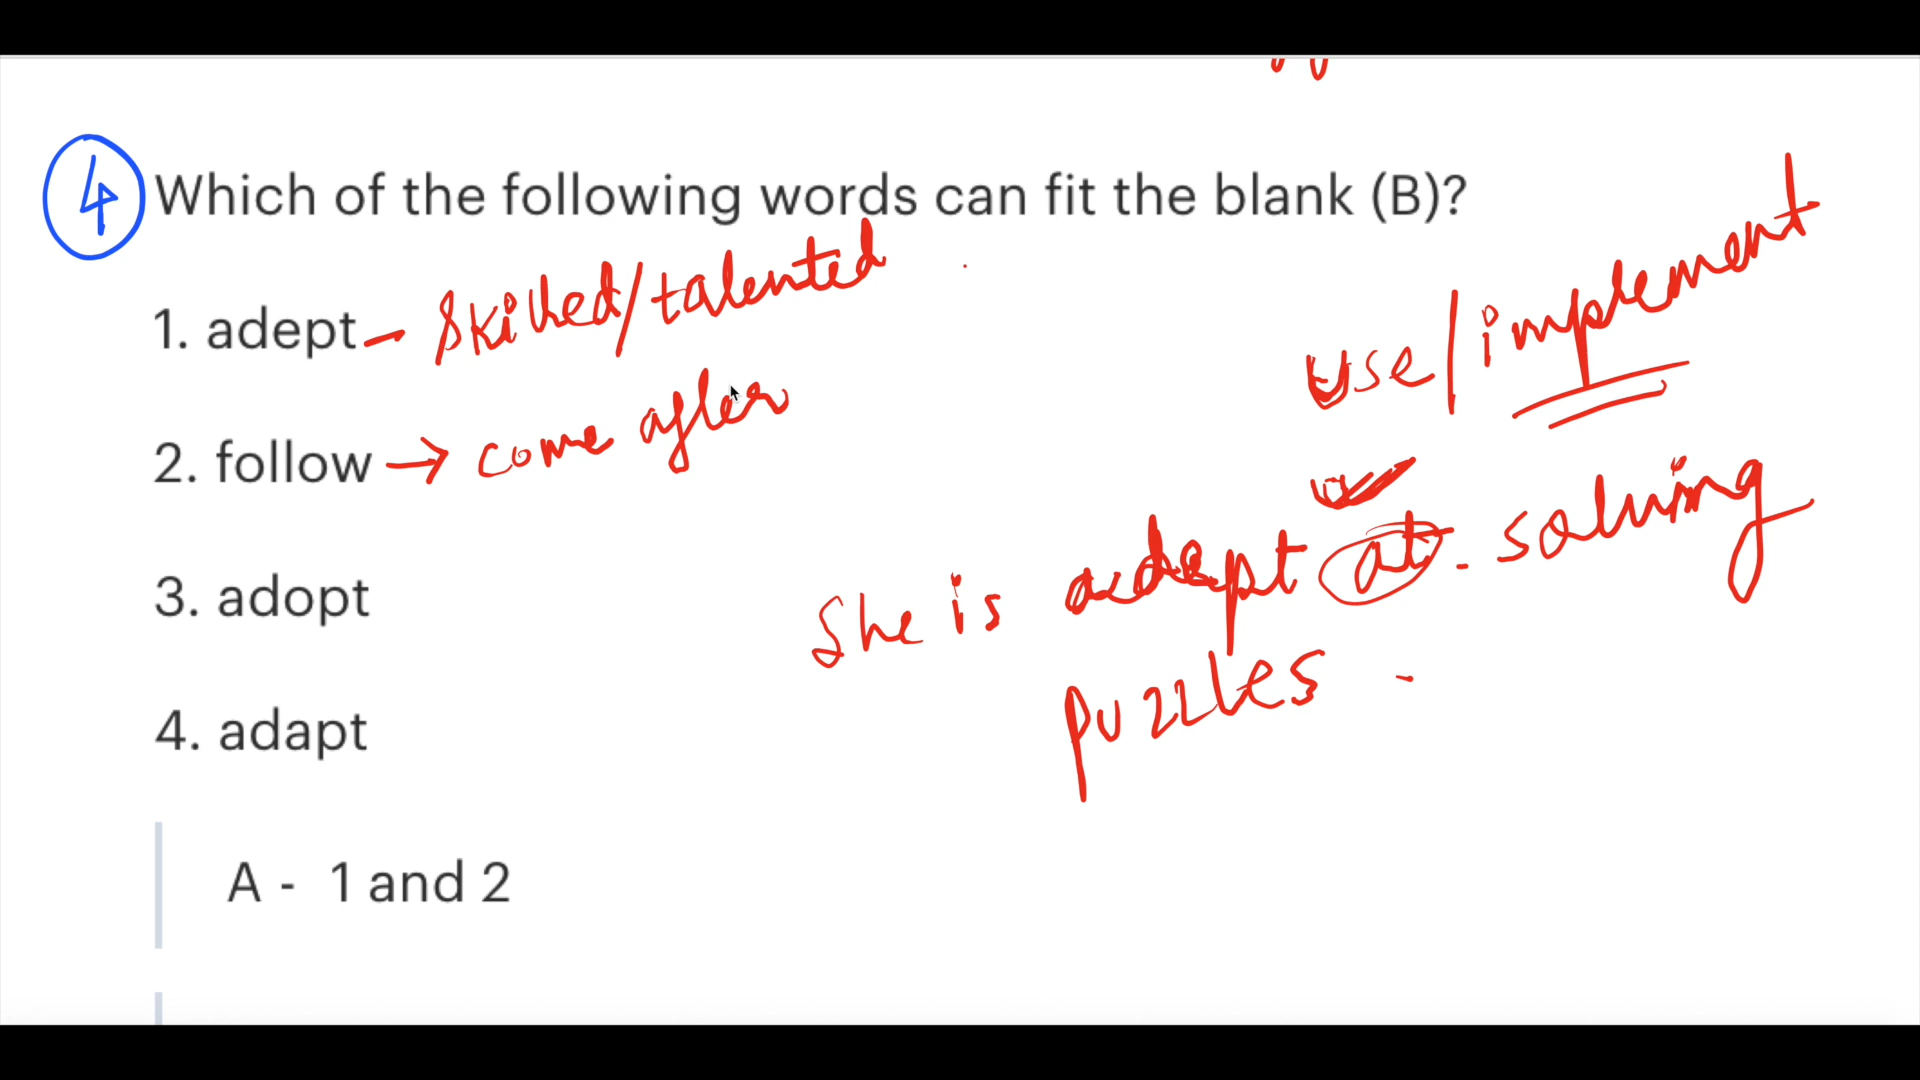 4 Which of the following words can fit the blank (B)?
1. adept - Skilled/talented
use/implement
2. follow → come after
She is adept at solving
puzzles.
3. adopt
4. adapt
A - 1 and 2